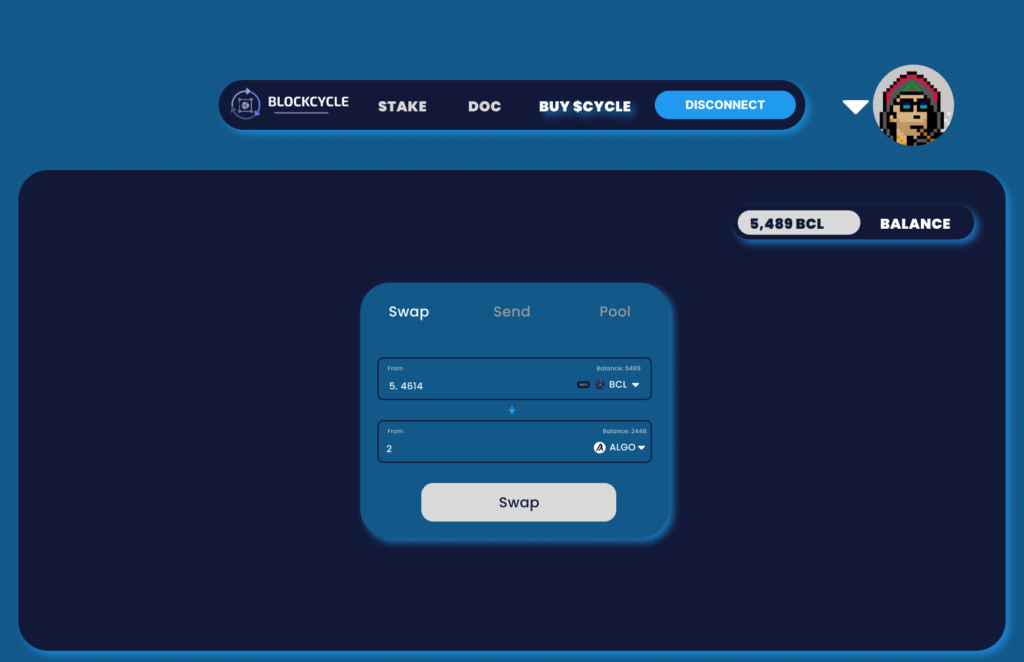 BLOCKCYCLE
STAKE
DOC
BUY $CYCLE
DISCONNECT
5,489 BCL
BALANCE
Swap
Send
Pool
From
Balance: 5489
5. 4614
BCL
From
Balance: 2448
2
ALGO
Swap